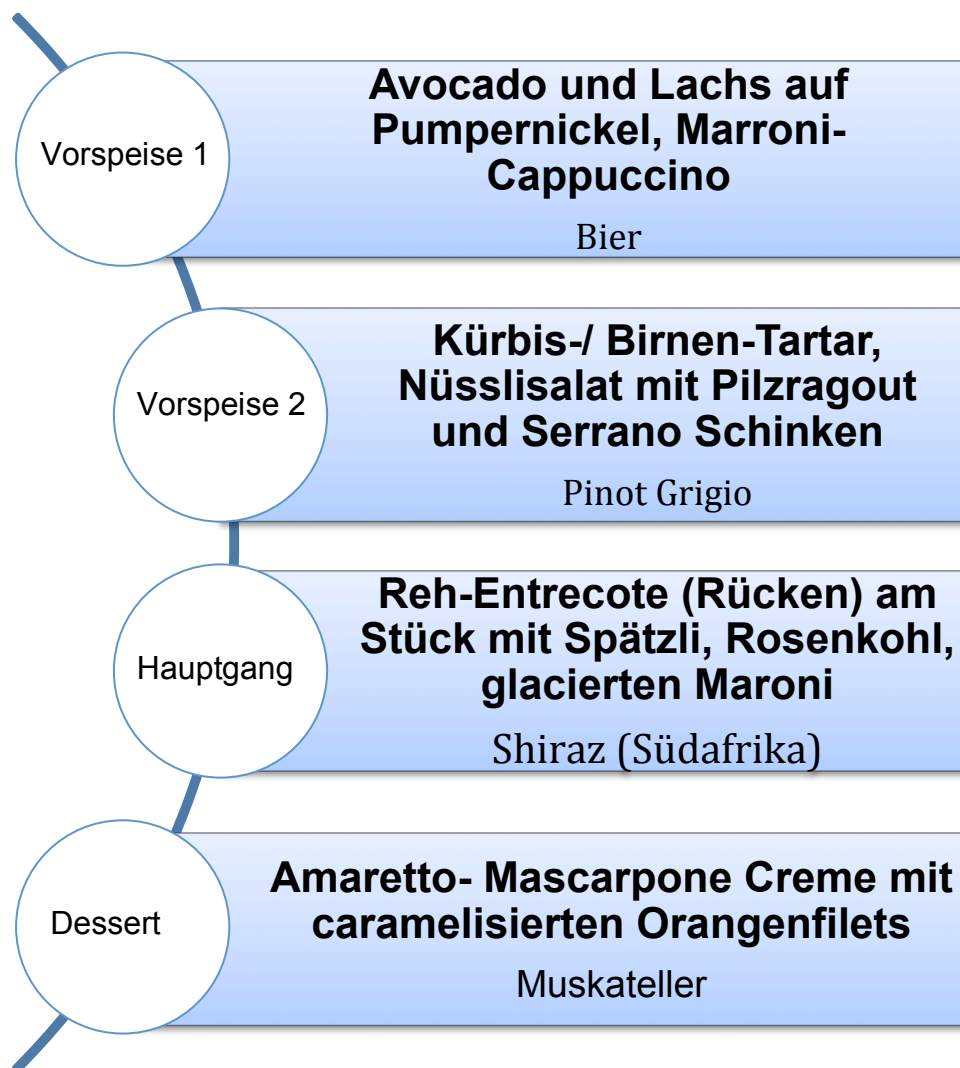 Vorspeise 1
Avocado und Lachs auf
Pumpernickel, Marroni-
Cappuccino
Bier
Vorspeise 2
Kürbis-/ Birnen-Tartar,
Nüsslisalat mit Pilzragout
und Serrano Schinken
Pinot Grigio
Hauptgang
Reh-Entrecote (Rücken) am
Stück mit Spätzli, Rosenkohl,
glacierten Maroni
Shiraz (Südafrika)
Dessert
Amaretto- Mascarpone Creme mit
caramelisierten Orangenfilets
Muskateller